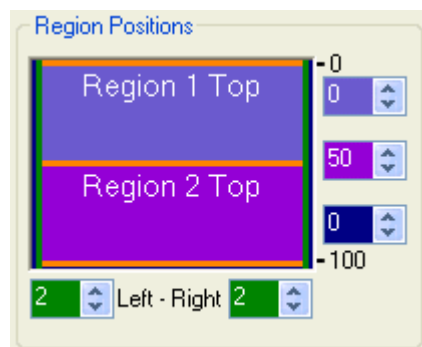 Region Positions
0
Region 1 Top
0
50
Region 2 Top
0
100
2 Left - Right 2